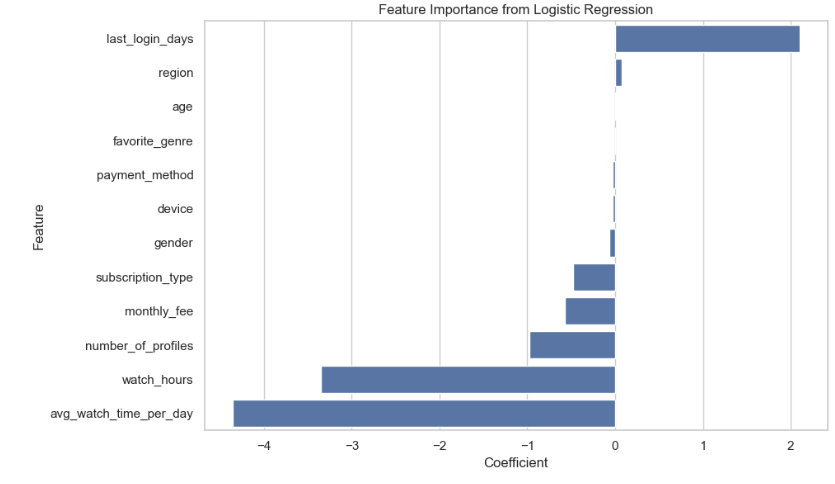 Feature Importance from Logistic Regression
last_login_days
region
age
favorite_genre
payment_method
device
gender
subscription_type
monthly_fee
number_of_profiles
watch_hours
avg_watch_time_per_day
Feature
−4 −3 −2 −1 0 1 2
Coefficient